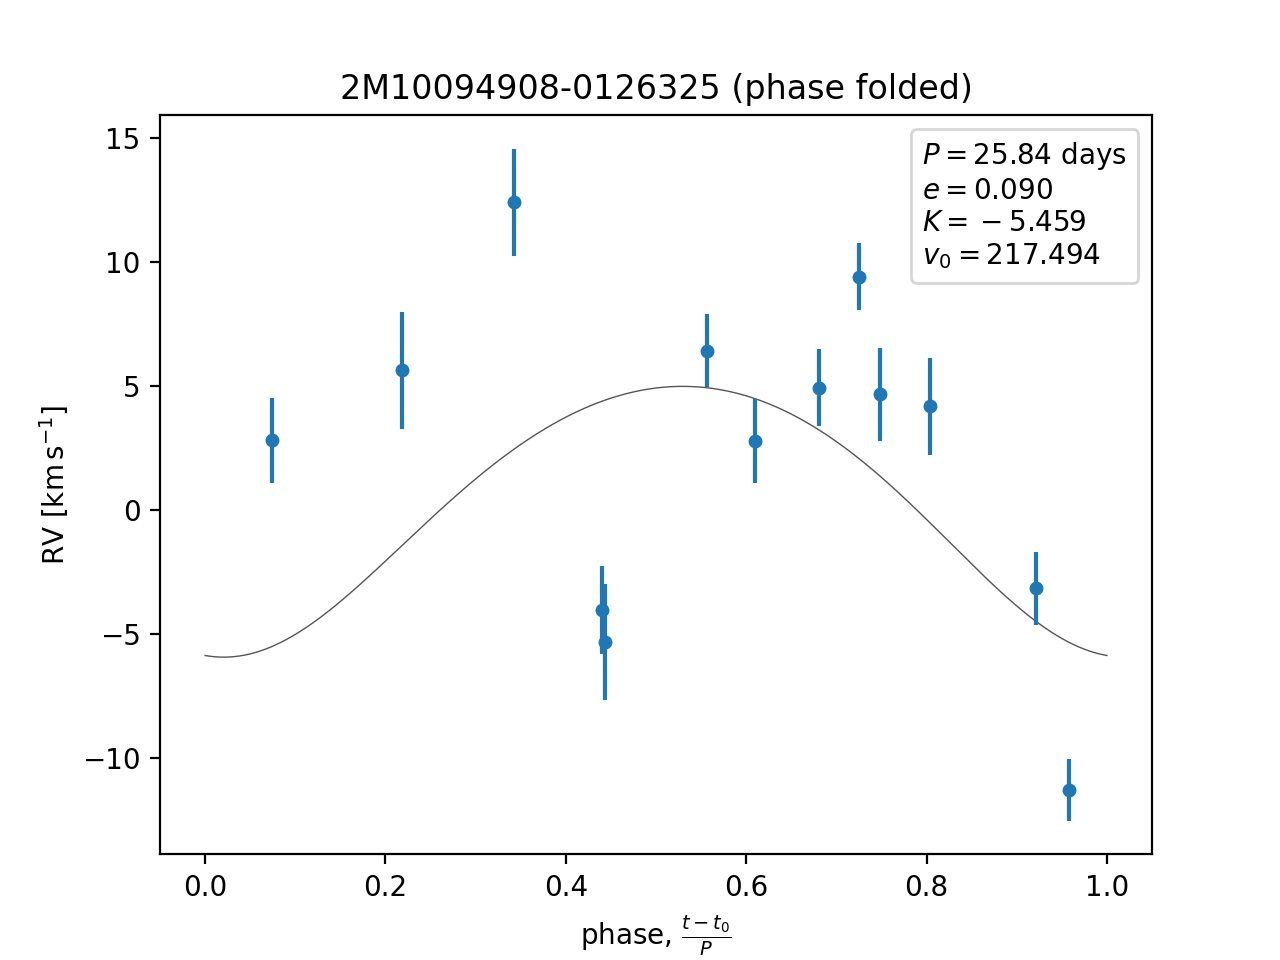 2M10094908-0126325 (phase folded)
P = 25.84 days
e = 0.090
K = −5.459
v₀ = 217.494
15
10
5
0
−5
−10
RV [km s⁻¹]
0.0 0.2 0.4 0.6 0.8 1.0
phase, (t − t₀)/P